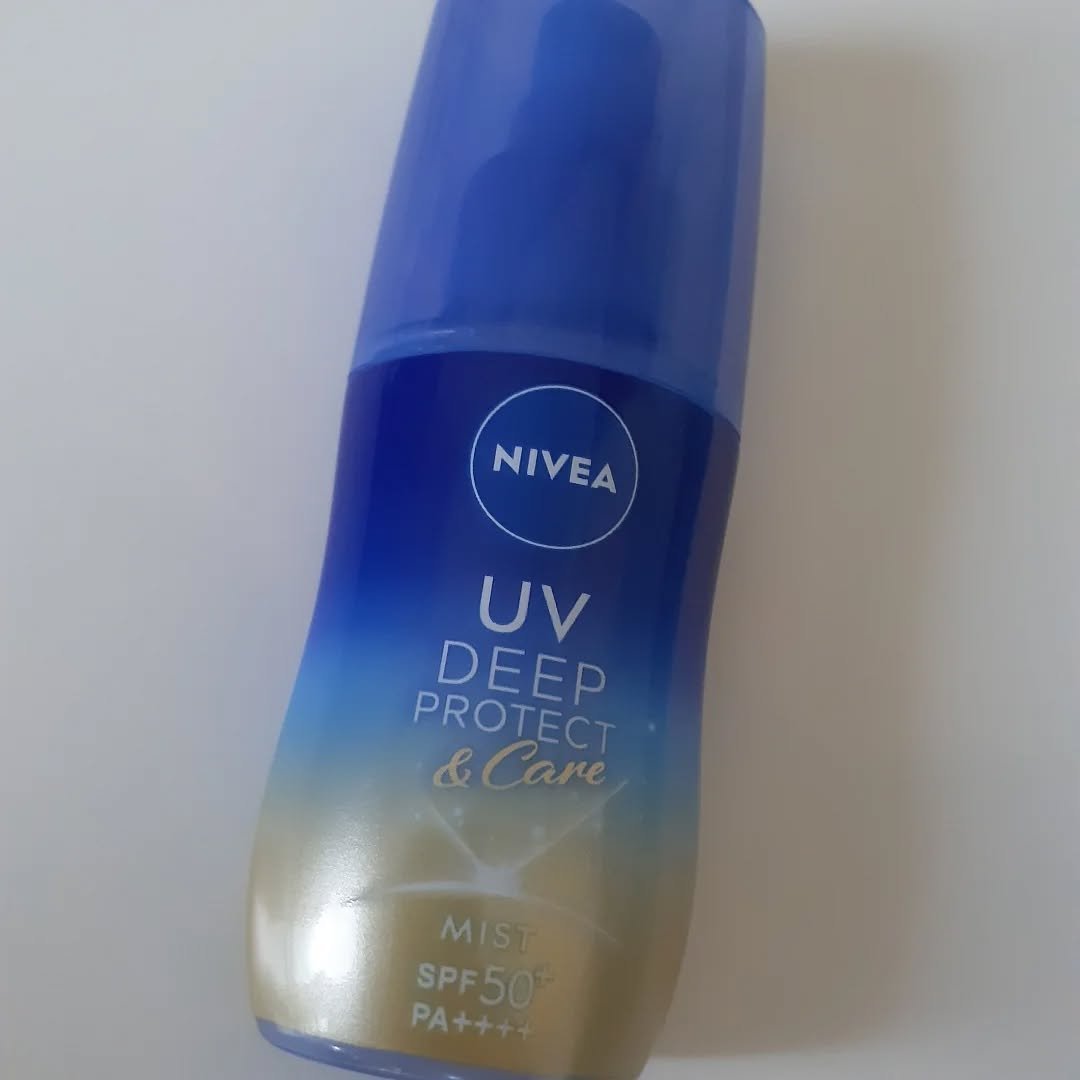 NIVEA
UV
DEEP
PROTECT
& Care
MIST
SPF50+
PA++++